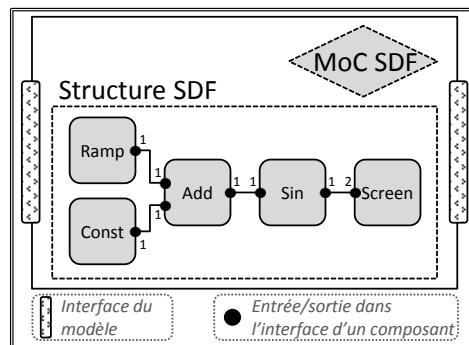 MoC SDF
Structure SDF
Ramp
1
1
Const
1
1
Add
1
1
Sin
1
2
Screen
Interface du
modèle
Entrée/sortie dans
l'interface d'un composant